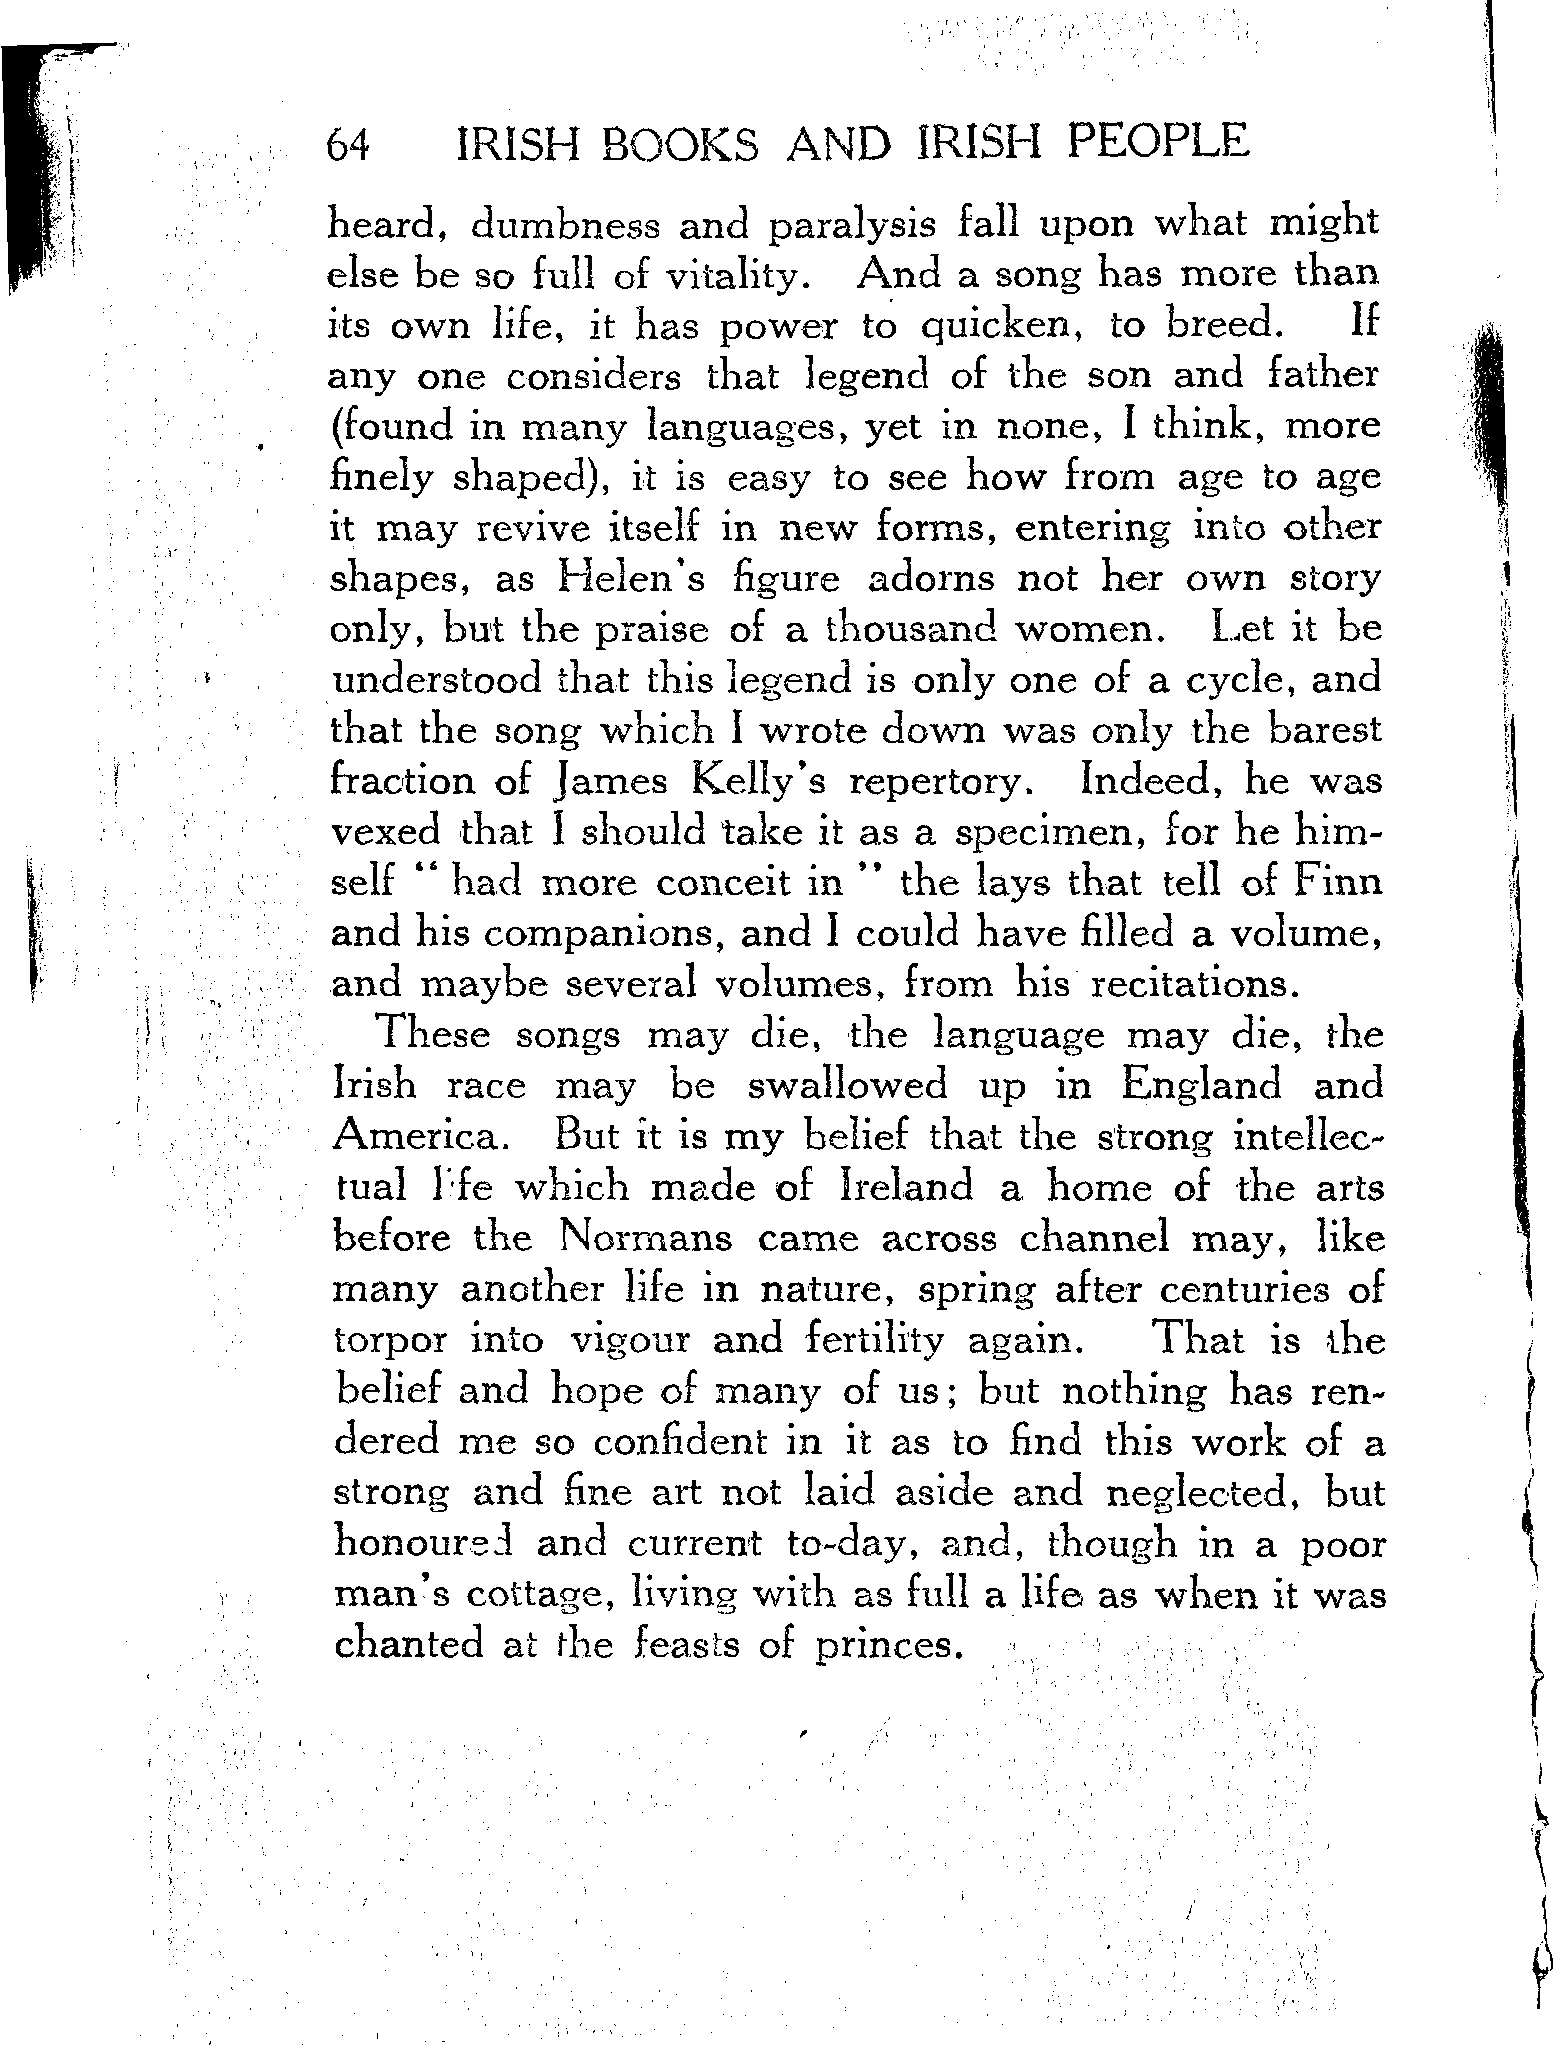 64 IRISH BOOKS AND IRISH PEOPLE
heard, dumbness and paralysis fall upon what might
else be so full of vitality. And a song has more than
its own life, it has power to quicken, to breed. If
any one considers that legend of the son and father
(found in many languages, yet in none, I think, more
finely shaped), it is easy to see how from age to age
it may revive itself in new forms, entering into other
shapes, as Helen's figure adorns not her own story
only, but the praise of a thousand women. Let it be
understood that this legend is only one of a cycle, and
that the song which I wrote down was only the barest
fraction of James Kelly's repertory. Indeed, he was
vexed that I should take it as a specimen, for he him-
self " had more conceit in " the lays that tell of Finn
and his companions, and I could have filled a volume,
and maybe several volumes, from his recitations.
These songs may die, the language may die, the
Irish race may be swallowed up in England and
America. But it is my belief that the strong intellec-
tual life which made of Ireland a home of the arts
before the Normans came across channel may, like
many another life in nature, spring after centuries of
torpor into vigour and fertility again. That is the
belief and hope of many of us; but nothing has ren-
dered me so confident in it as to find this work of a
strong and fine art not laid aside and neglected, but
honoured and current to-day, and, though in a poor
man's cottage, living with as full a life as when it was
chanted at the feasts of princes.